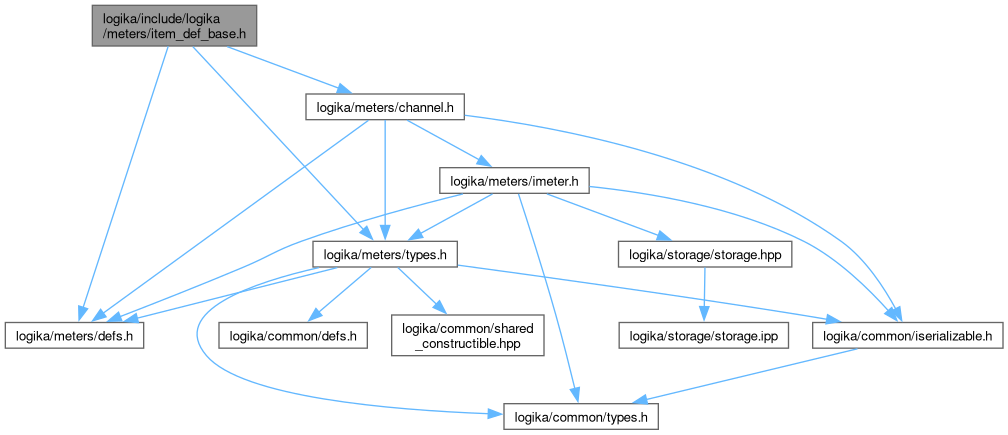 logika/include/logika
/meters/item_def_base.h
logika/meters/channel.h
logika/meters/imeter.h
logika/meters/types.h
logika/storage/storage.hpp
logika/meters/defs.h
logika/common/defs.h
logika/common/shared
_constructible.hpp
logika/storage/storage.ipp
logika/common/iserializable.h
logika/common/types.h